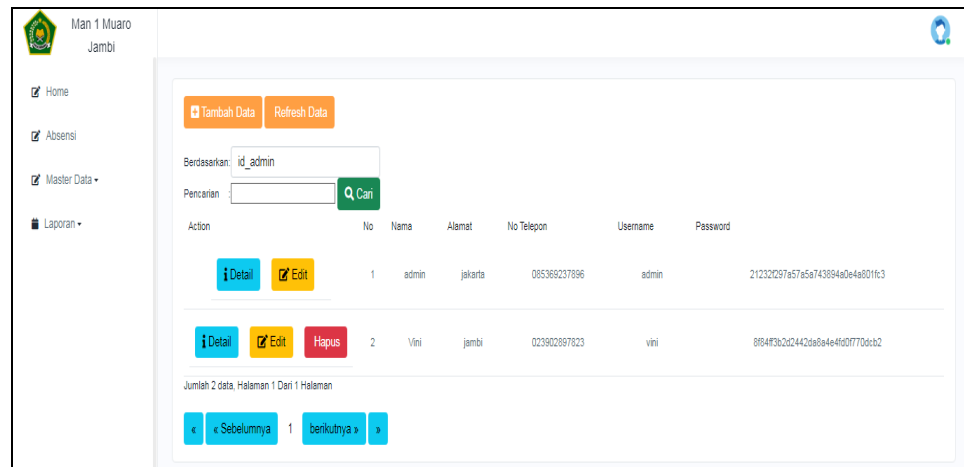 Man 1 Muaro
Jambi
Home
Absensi
Master Data
Laporan
Tambah Data Refresh Data
Berdasarkan: id_admin
Pencarian : Cari
Action No Nama Alamat No Telepon Username Password
Detail Edit 1 admin jakarta 085369237896 admin 21232f297a57a5a743894a0e4a801fc3
Detail Edit Hapus 2 Vini jambi 023902897823 vini 8f84ff3b2d2442da8a4e4fd0f770dcb2
Jumlah 2 data, Halaman 1 Dari 1 Halaman
« « Sebelumnya 1 berikutnya » »